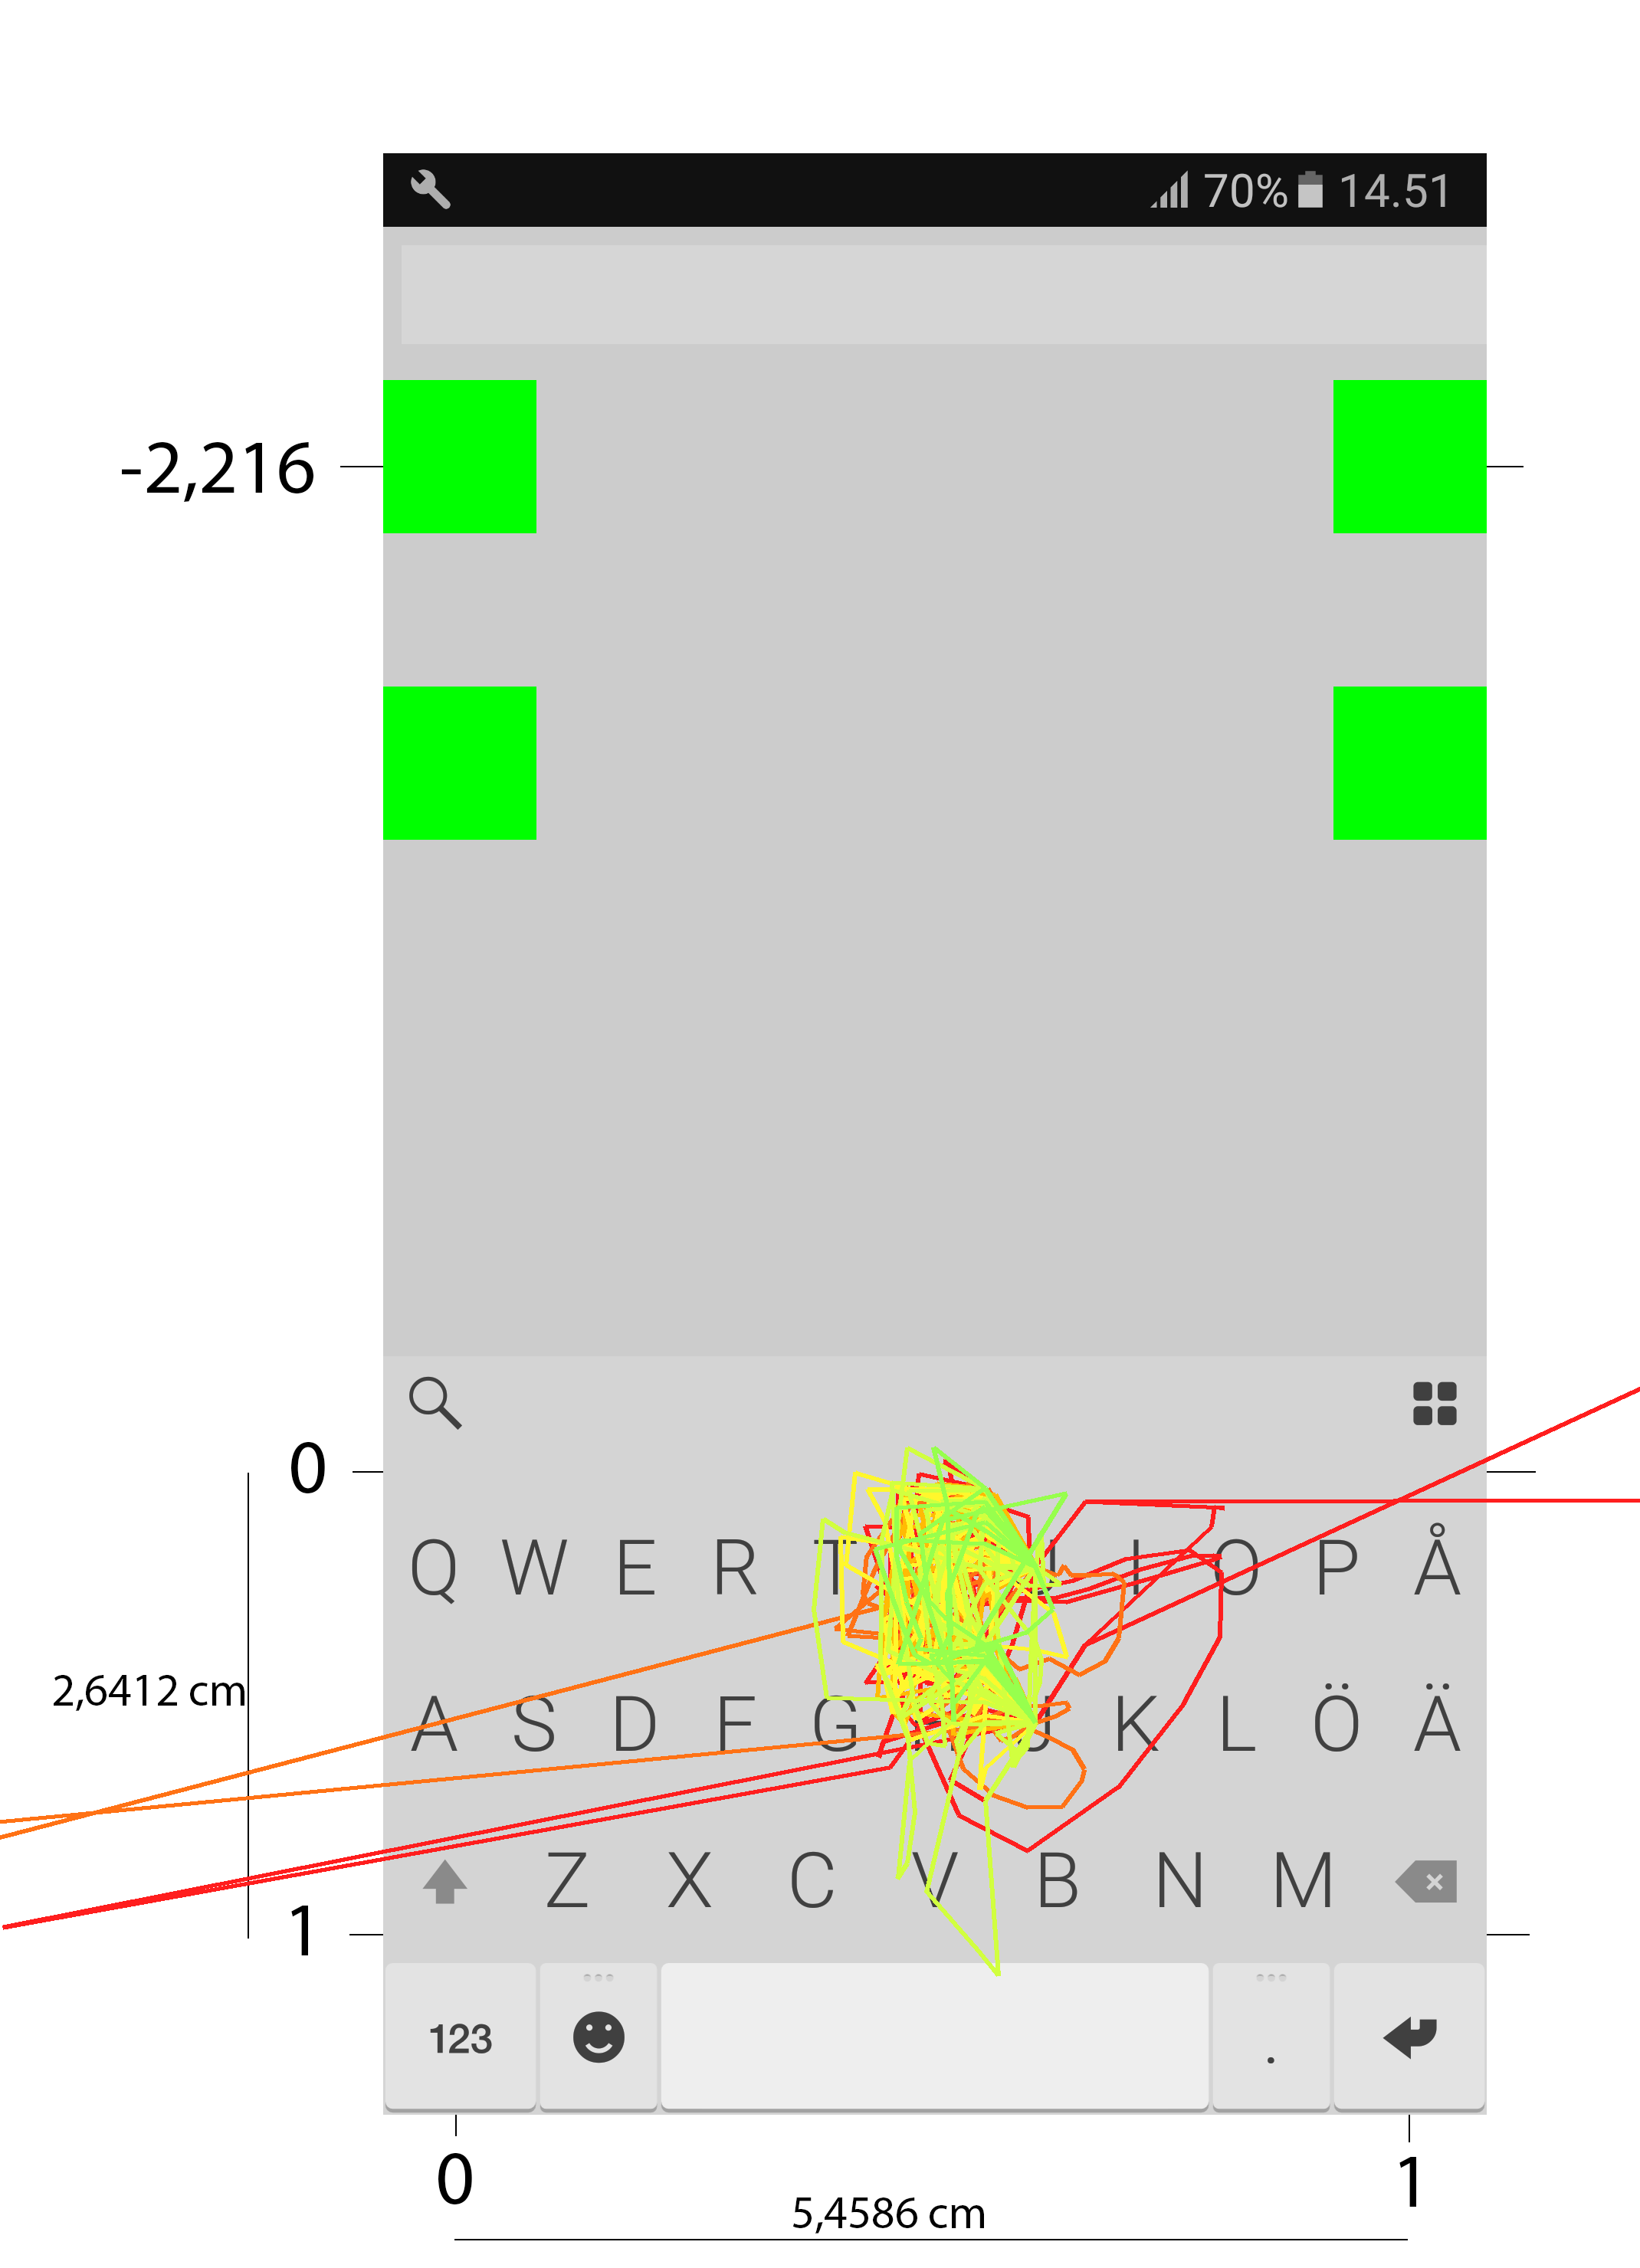 70% 14.51
-2,216
0
Q W E R T U I O P Å
2,6412 cm
A S D F G H J K L Ö Ä
Z X C V B N M
1
123 .
0 1
5,4586 cm